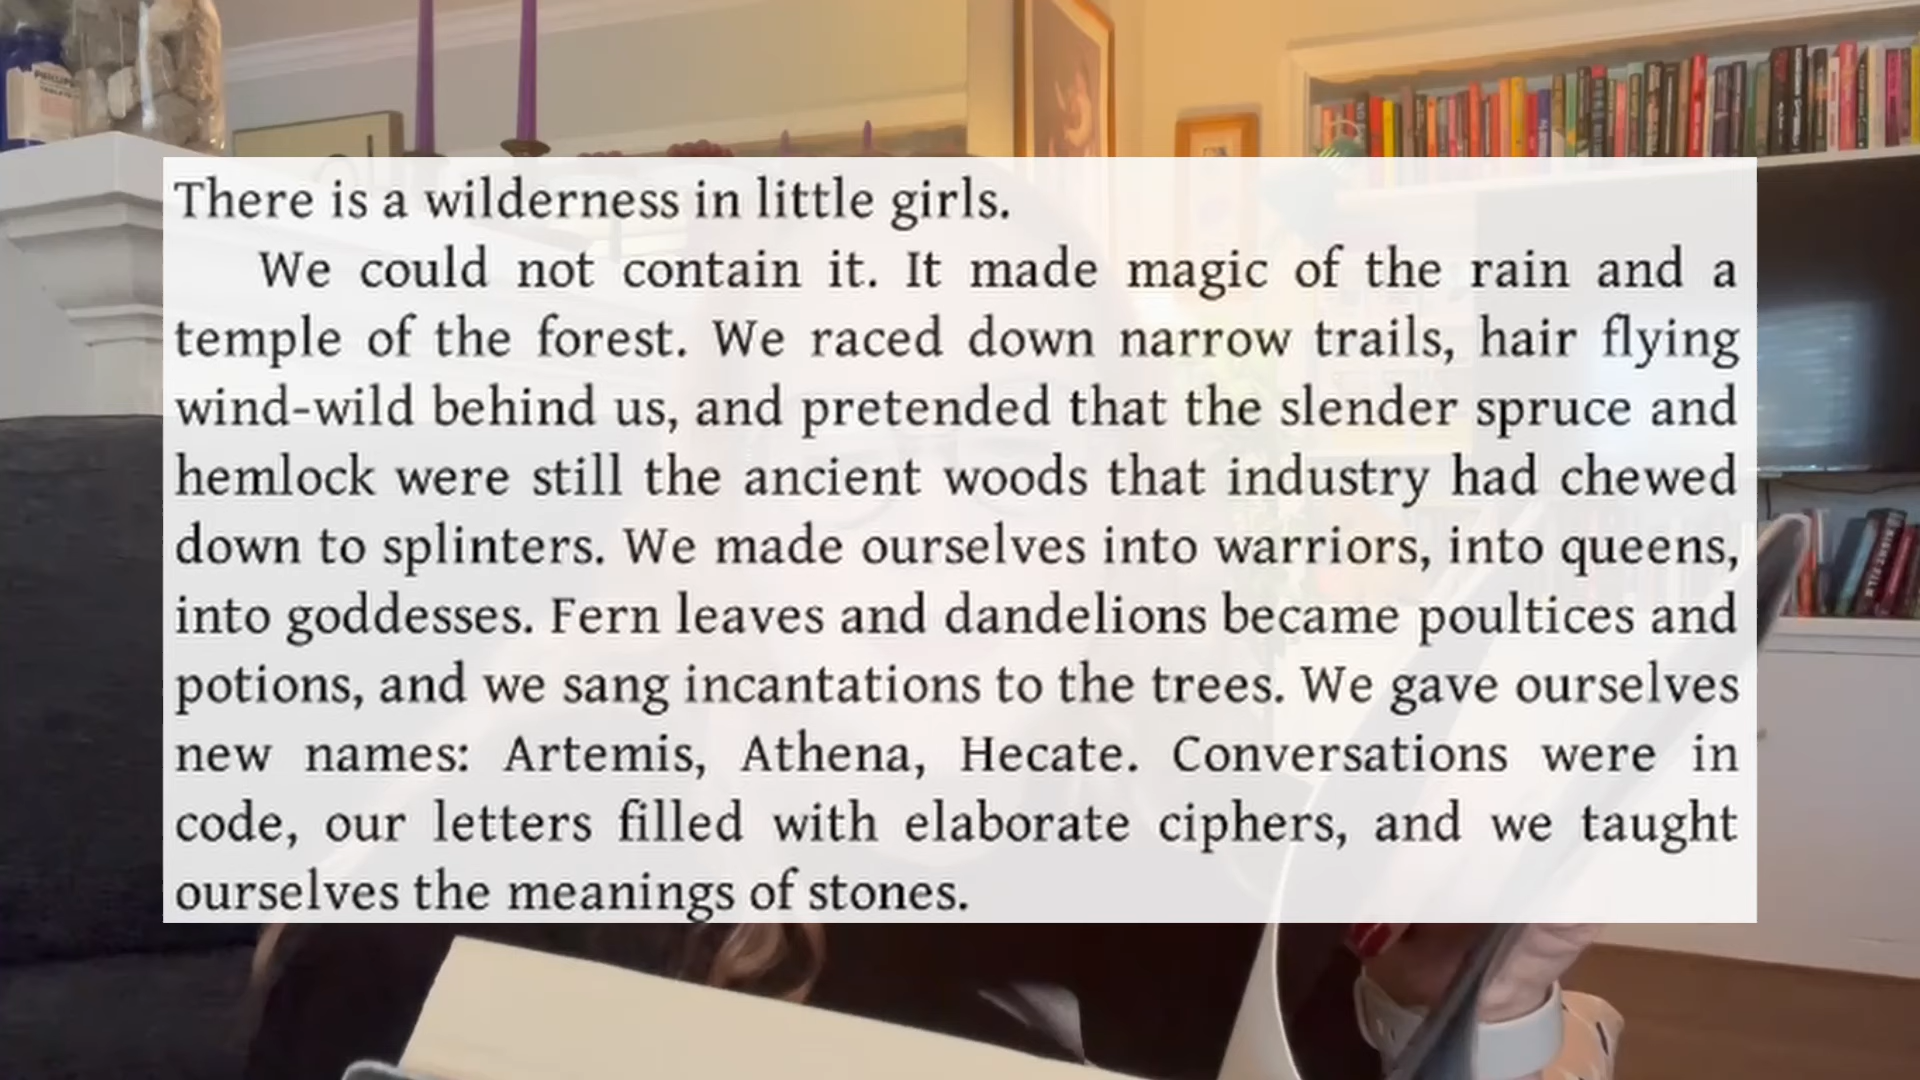 There is a wilderness in little girls.
We could not contain it. It made magic of the rain and a
temple of the forest. We raced down narrow trails, hair flying
wind-wild behind us, and pretended that the slender spruce and
hemlock were still the ancient woods that industry had chewed
down to splinters. We made ourselves into warriors, into queens,
into goddesses. Fern leaves and dandelions became poultices and
potions, and we sang incantations to the trees. We gave ourselves
new names: Artemis, Athena, Hecate. Conversations were in
code, our letters filled with elaborate ciphers, and we taught
ourselves the meanings of stones.